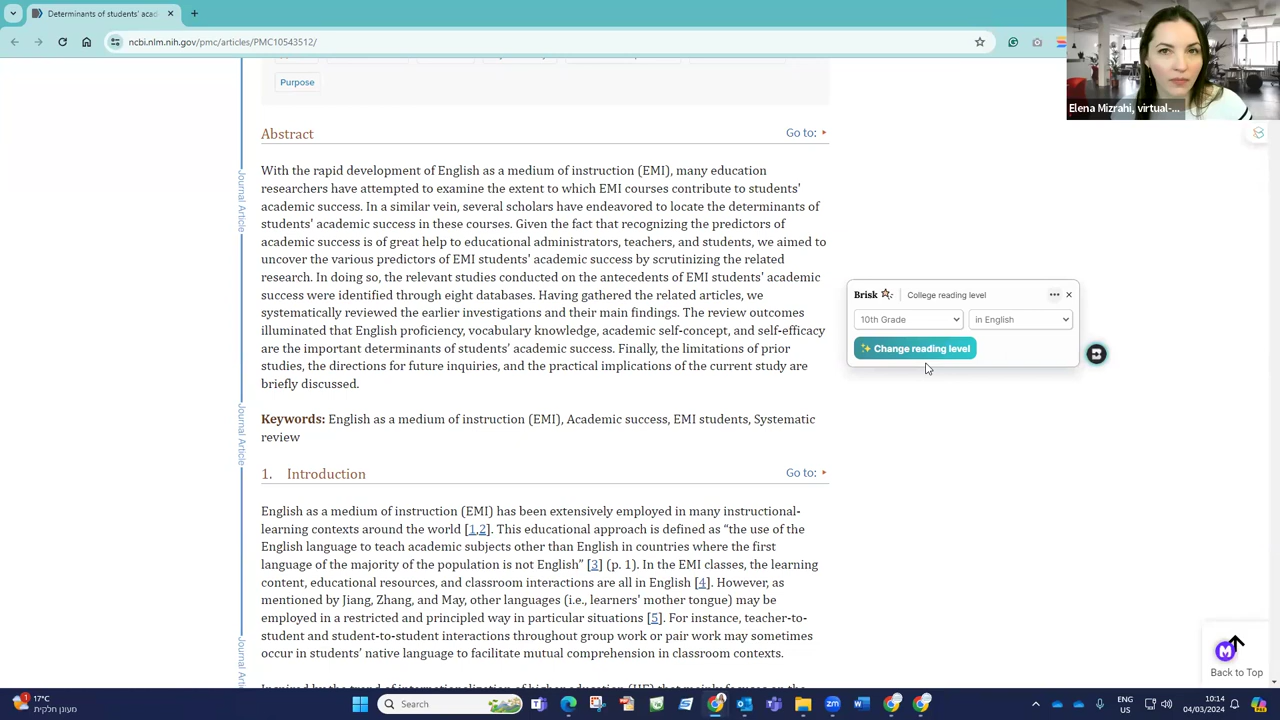 Determinants of students' acad
ncbi.nlm.nih.gov/pmc/articles/PMC10543512/
Elena Mizrahi, virtual-...
Purpose
Abstract
Go to:
With the rapid development of English as a medium of instruction (EMI), many education
researchers have attempted to examine the extent to which EMI courses contribute to students'
academic success. In a similar vein, several scholars have endeavored to locate the determinants of
students' academic success in these courses. Given the fact that recognizing the predictors of
academic success is of great help to educational administrators, teachers, and students, we aimed to
uncover the various predictors of EMI students' academic success by scrutinizing the related
research. In doing so, the relevant studies conducted on the antecedents of EMI students' academic
success were identified through eight databases. Having gathered the related articles, we
systematically reviewed the earlier investigations and their main findings. The review outcomes
illuminated that English proficiency, vocabulary knowledge, academic self-concept, and self-efficacy
are the important determinants of students' academic success. Finally, the limitations of prior
studies, the directions for future inquiries, and the practical implications of the current study are
briefly discussed.
Keywords: English as a medium of instruction (EMI), Academic success, EMI students, Systematic
review
1. Introduction
Go to:
English as a medium of instruction (EMI) has been extensively employed in many instructional-
learning contexts around the world [1,2]. This educational approach is defined as “the use of the
English language to teach academic subjects other than English in countries where the first
language of the majority of the population is not English” [3] (p. 1). In the EMI classes, the learning
content, educational resources, and classroom interactions are all in English [4]. However, as
mentioned by Jiang, Zhang, and May, other languages (i.e., learners' mother tongue) may be
employed in a restricted and principled way in particular situations [5]. For instance, teacher-to-
student and student-to-student interactions throughout group work or pair work may sometimes
occur in students' native language to facilitate mutual comprehension in classroom contexts.
Journal Article
Journal Article
Journal Arti
Brisk
College reading level
10th Grade
in English
Change reading level
Back to Top
1
17°C
מעונן חלקית
Search
ENG
US
10:14
04/03/2024